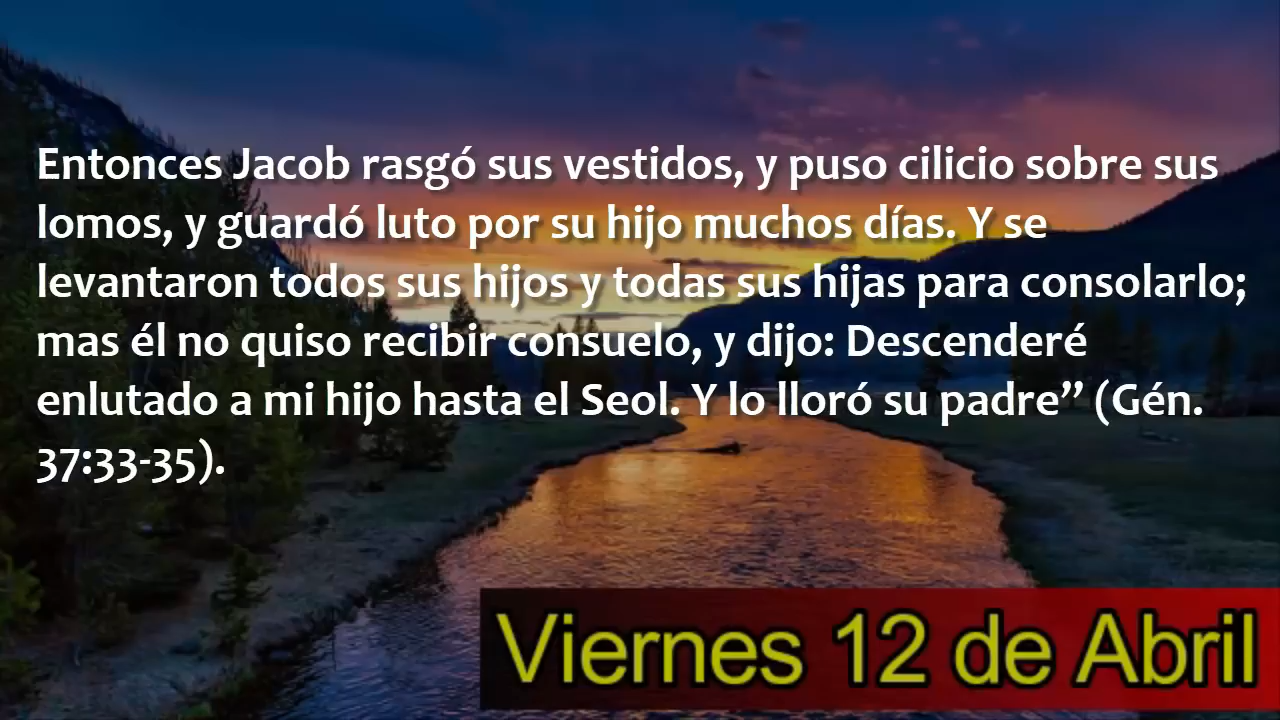 Entonces Jacob rasgó sus vestidos, y puso cilicio sobre sus
lomos, y guardó luto por su hijo muchos días. Y se
levantaron todos sus hijos y todas sus hijas para consolarlo;
mas él no quiso recibir consuelo, y dijo: Descenderé
enlutado a mi hijo hasta el Seol. Y lo lloró su padre” (Gén.
37:33-35).
Viernes 12 de Abril